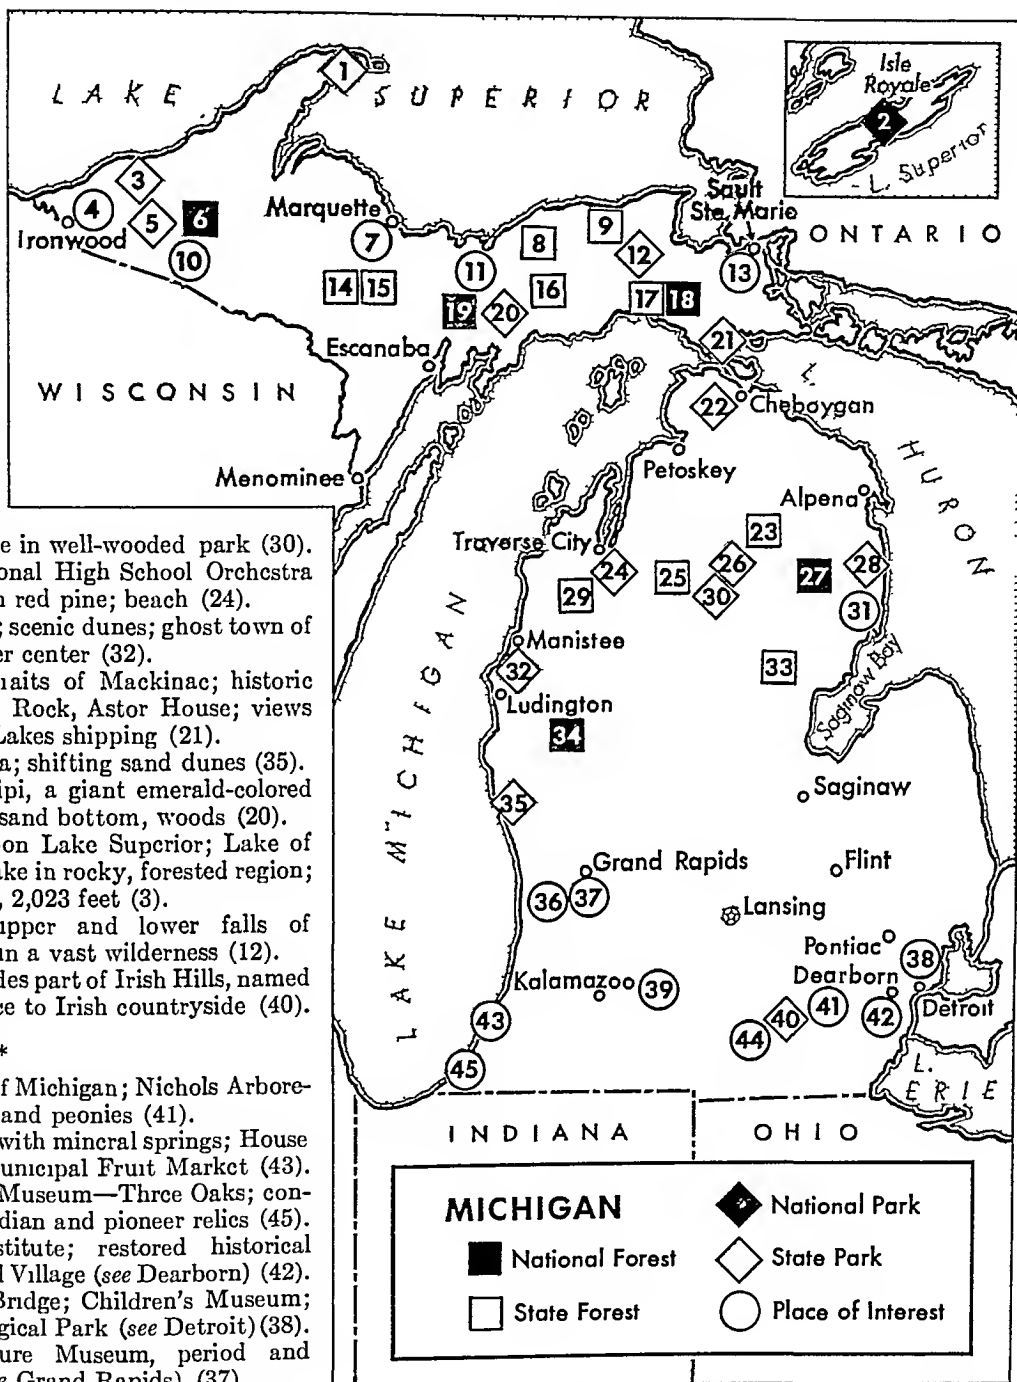 LAKE SUPERIOR
Isle
Royale
2
L. Superior
1
3
4
5
6
Ironwood
10
Marquette
7
8
9
11
12
Sault
Ste. Marie
ONTARIO
13
14
15
16
17
18
19
20
21
Escanaba
WISCONSIN
L. HURON
22
Cheboygan
Menominee
Petoskey
Alpena
23
Traverse City
24
25
26
27
28
29
30
31
Manistee
32
33
Saginaw Bay
Ludington
34
LAKE MICHIGAN
35
Saginaw
Grand Rapids
Flint
36
37
Lansing
Pontiac
38
Dearborn
Kalamazoo
39
Detroit
40
41
42
43
44
45
L.
ERIE
INDIANA
OHIO
MICHIGAN
National Park
National Forest
State Park
State Forest
Place of Interest
e in well-wooded park (30).
onal High School Orchestra
n red pine; beach (24).
; scenic dunes; ghost town of
er center (32).
raits of Mackinac; historic
Rock, Astor House; views
Lakes shipping (21).
a; shifting sand dunes (35).
ipi, a giant emerald-colored
sand bottom, woods (20).
on Lake Superior; Lake of
ake in rocky, forested region;
, 2,023 feet (3).
upper and lower falls of
in a vast wilderness (12).
des part of Irish Hills, named
ce to Irish countryside (40).
*
of Michigan; Nichols Arbore-
and peonies (41).
with mineral springs; House
unicipal Fruit Market (43).
Museum—Three Oaks; con-
dian and pioneer relics (45).
stitute; restored historical
d Village (see Dearborn) (42).
Bridge; Children's Museum;
gical Park (see Detroit) (38).
ure Museum, period and
Grand Rapids) (37)